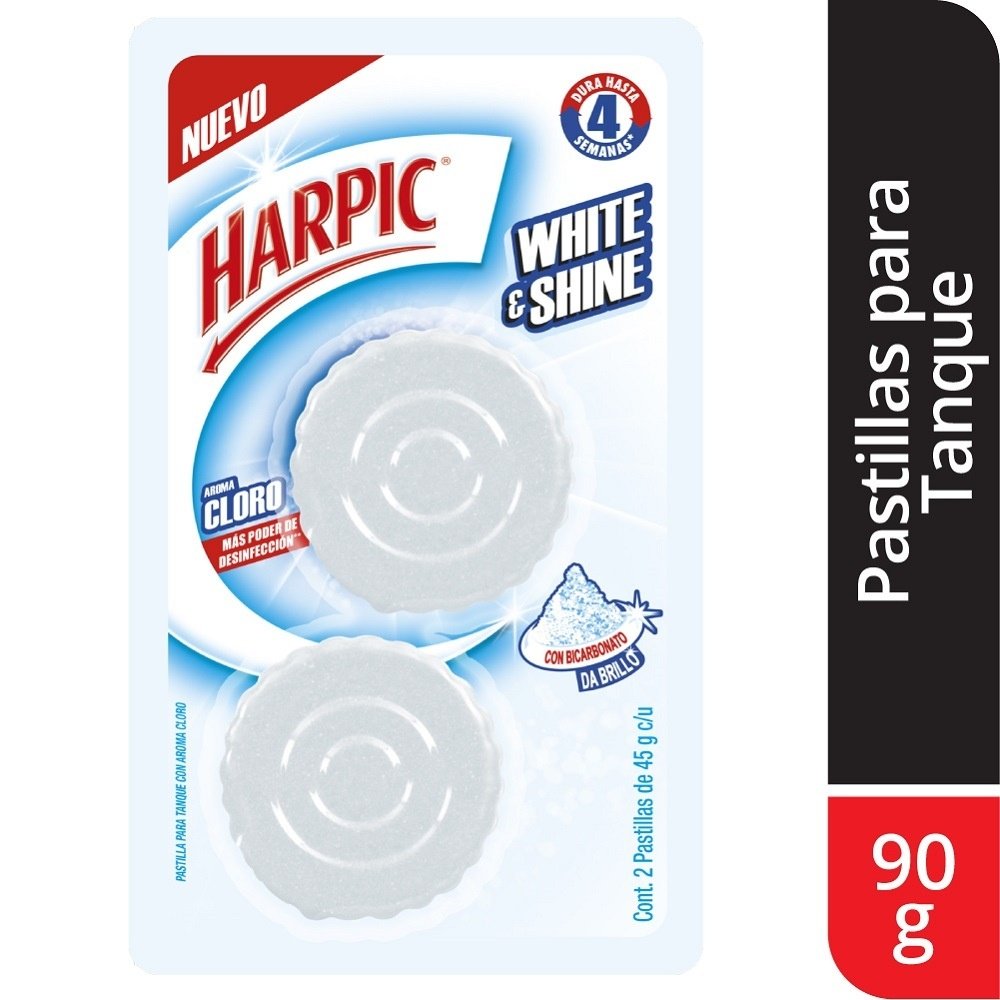 NUEVO
HARPIC®
DURA HASTA
4
SEMANAS*
WHITE
& SHINE
AROMA
CLORO
MÁS PODER DE
DESINFECCIÓN**
CON BICARBONATO
DA BRILLO
PASTILLA PARA TANQUE CON AROMA CLORO
Cont. 2 Pastillas de 45 g c/u
Pastillas para
Tanque
90
g